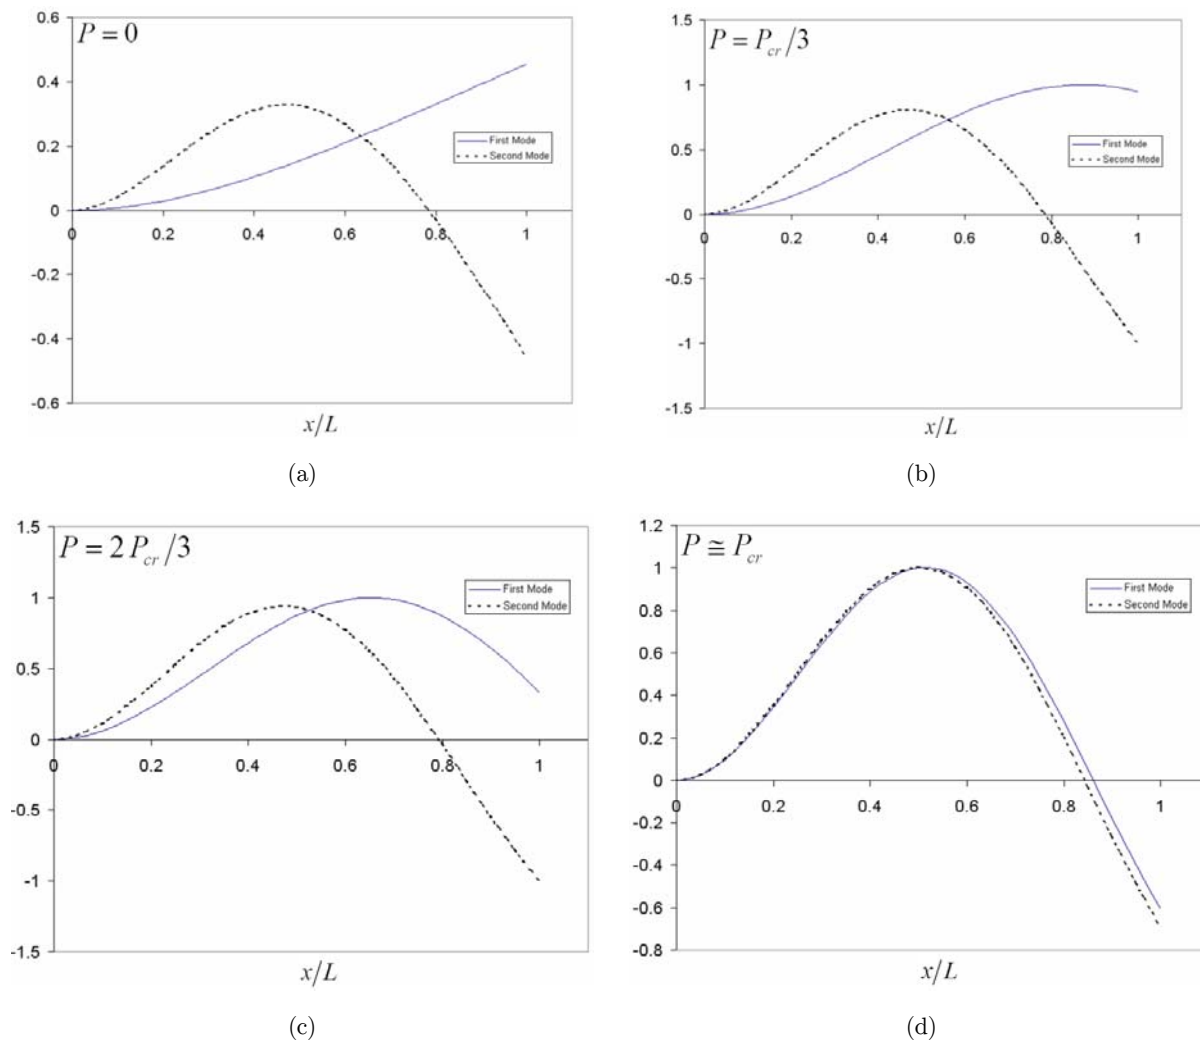 P = 0
0.6
0.4
0.2
0
-0.2
-0.4
-0.6
0 0.2 0.4 0.6 0.8 1
First Mode
Second Mode
x/L
(a)
P = P_cr/3
1.5
1
0.5
0
-0.5
-1
-1.5
0 0.2 0.4 0.6 0.8 1
First Mode
Second Mode
x/L
(b)
P = 2 P_cr/3
1.5
1
0.5
0
-0.5
-1
-1.5
0 0.2 0.4 0.6 0.8 1
First Mode
Second Mode
x/L
(c)
P ≅ P_cr
1.2
1
0.8
0.6
0.4
0.2
0
-0.2
-0.4
-0.6
-0.8
0 0.2 0.4 0.6 0.8 1
First Mode
Second Mode
x/L
(d)